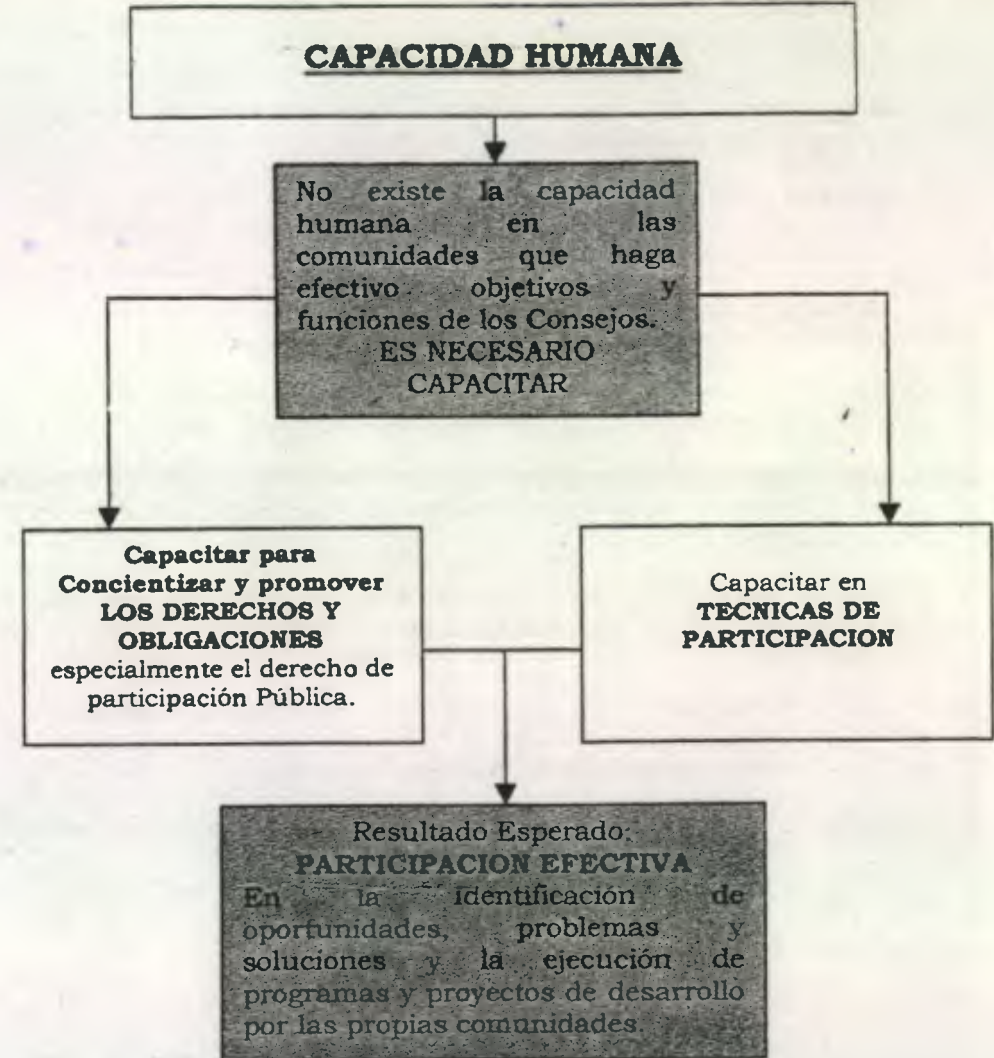 CAPACIDAD HUMANA
No existe la capacidad
humana en las
comunidades que haga
efectivo objetivos y
funciones de los Consejos.
ES NECESARIO
CAPACITAR
Capacitar para
Concientizar y promover
LOS DERECHOS Y
OBLIGACIONES
especialmente el derecho de
participación Pública.
Capacitar en
TECNICAS DE
PARTICIPACION
Resultado Esperado:
PARTICIPACION EFECTIVA
En la identificación de
oportunidades, problemas y
soluciones y la ejecución de
programas y proyectos de desarrollo
por las propias comunidades.